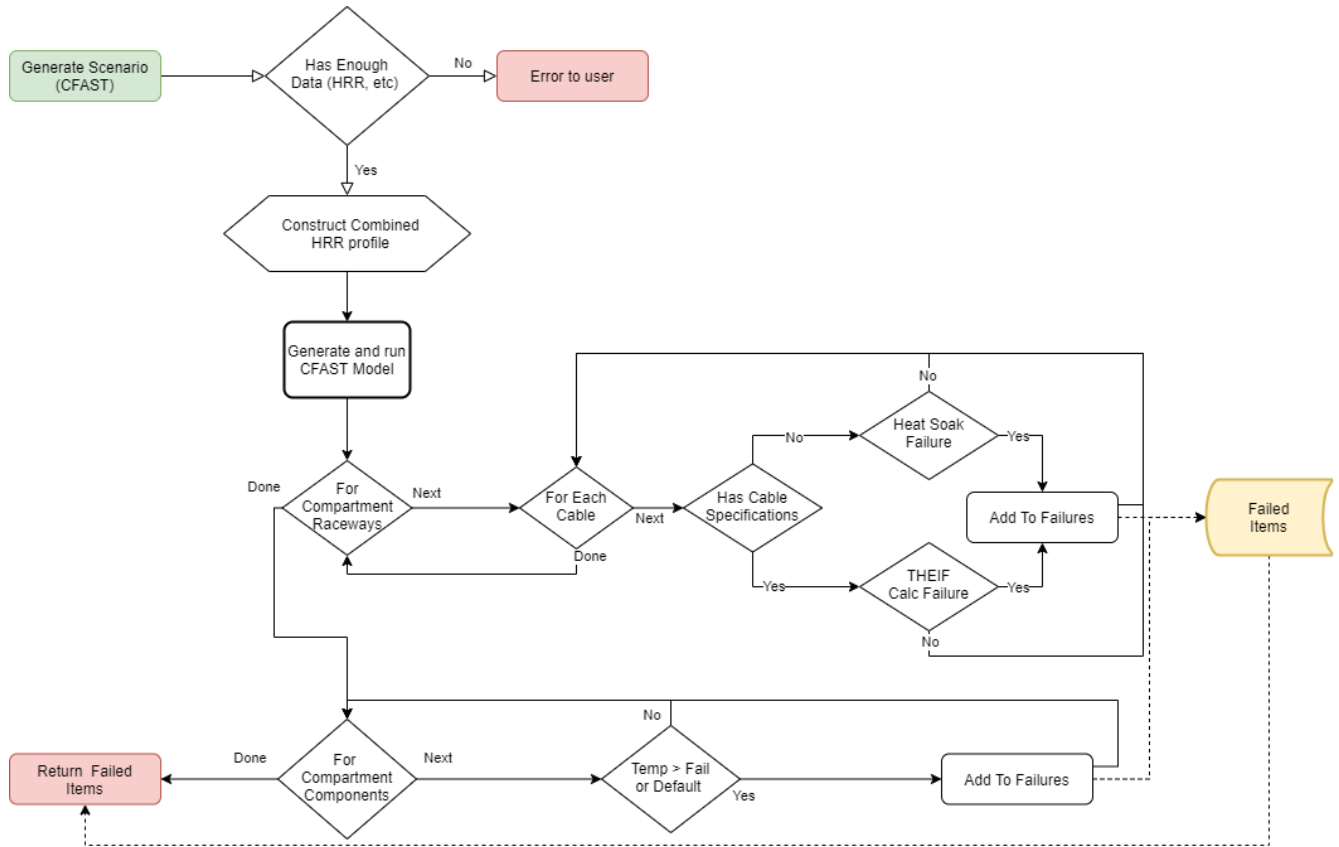 Generate Scenario
(CFAST)
Has Enough
Data (HRR, etc)
No
Error to user
Yes
Construct Combined
HRR profile
Generate and run
CFAST Model
No
Heat Soak
Failure
No
Yes
Done
For
Compartment
Raceways
Next
For Each
Cable
Next
Done
Has Cable
Specifications
Add To Failures
Failed
Items
Yes
THEIF
Calc Failure
Yes
No
No
Done
For
Compartment
Components
Next
Temp > Fail
or Default
Yes
Add To Failures
Return Failed
Items